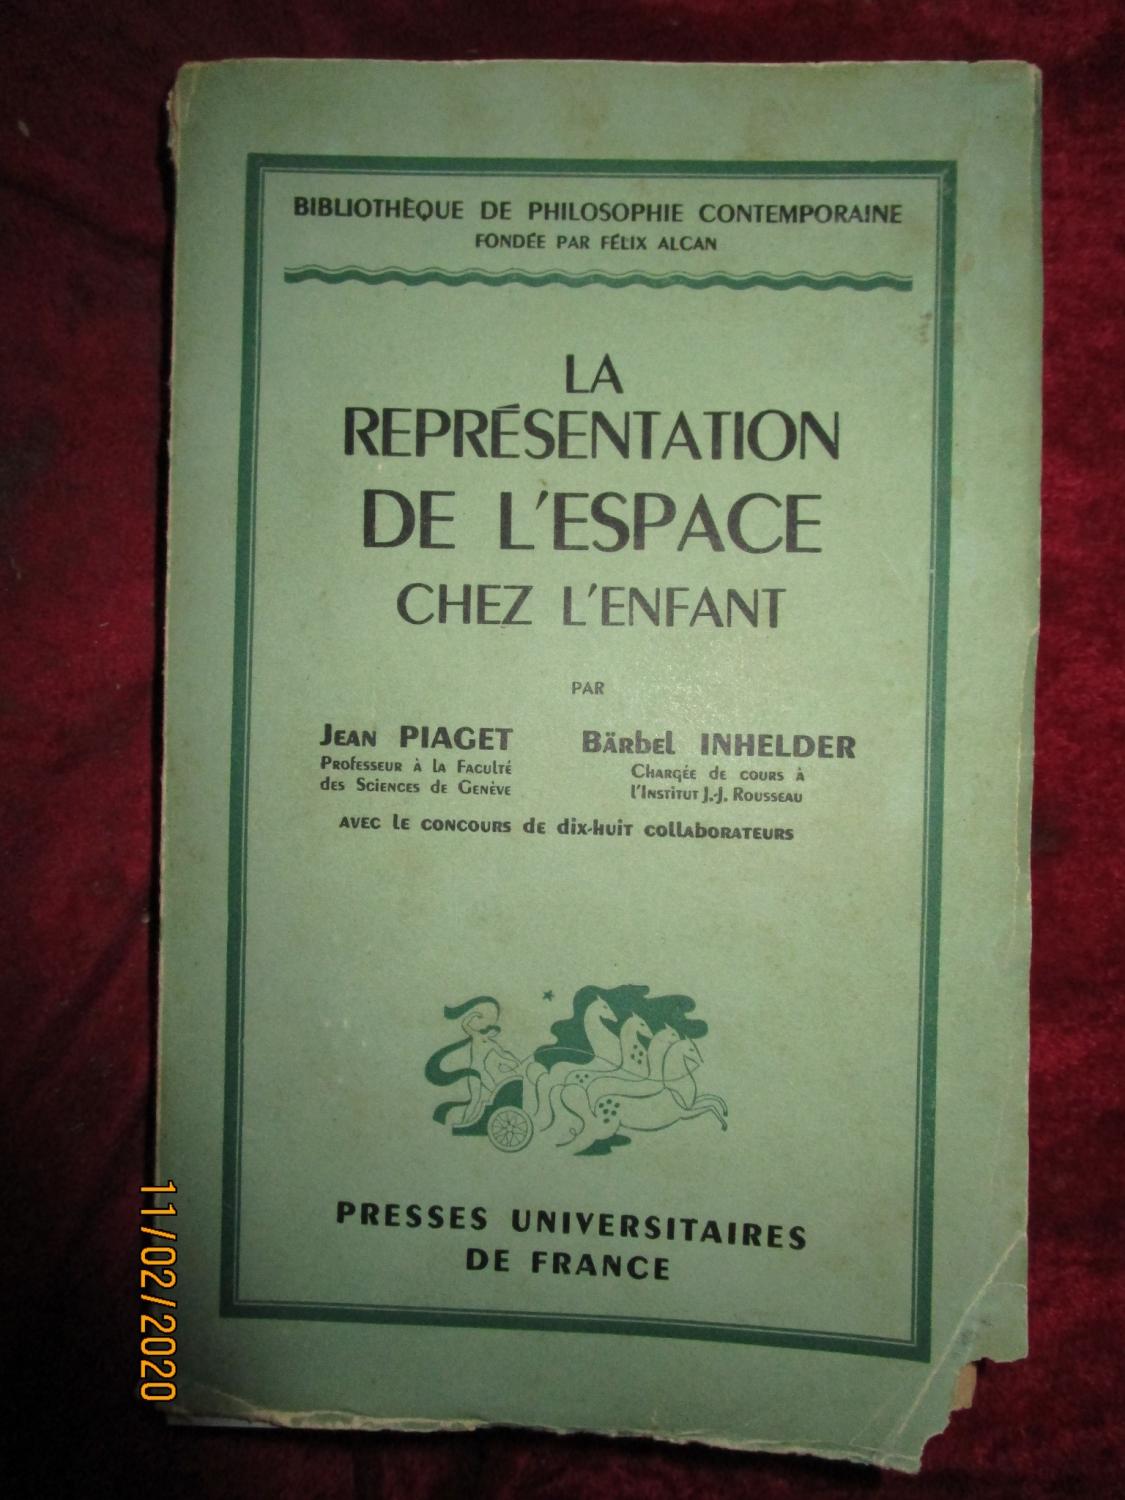 BIBLIOTHÈQUE DE PHILOSOPHIE CONTEMPORAINE
FONDÉE PAR FÉLIX ALCAN
LA
REPRÉSENTATION
DE L'ESPACE
CHEZ L'ENFANT
PAR
JEAN PIAGET
PROFESSEUR À LA FACULTÉ
DES SCIENCES DE GENÈVE
BÄRBEL INHELDER
CHARGÉE DE COURS À
L'INSTITUT J.-J. ROUSSEAU
AVEC LE CONCOURS DE DIX-HUIT COLLABORATEURS
PRESSES UNIVERSITAIRES
DE FRANCE
11/02/2020